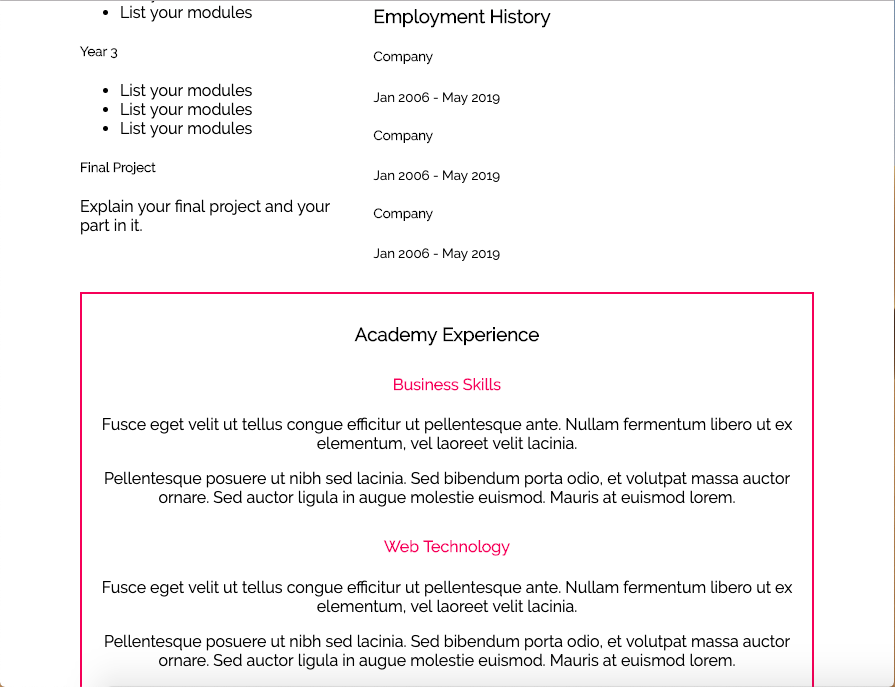 List your modules
Year 3
List your modules
List your modules
List your modules
Final Project
Explain your final project and your
part in it.
Employment History
Company
Jan 2006 - May 2019
Company
Jan 2006 - May 2019
Company
Jan 2006 - May 2019
Academy Experience
Business Skills
Fusce eget velit ut tellus congue efficitur ut pellentesque ante. Nullam fermentum libero ut ex
elementum, vel laoreet velit lacinia.
Pellentesque posuere ut nibh sed lacinia. Sed bibendum porta odio, et volutpat massa auctor
ornare. Sed auctor ligula in augue molestie euismod. Mauris at euismod lorem.
Web Technology
Fusce eget velit ut tellus congue efficitur ut pellentesque ante. Nullam fermentum libero ut ex
elementum, vel laoreet velit lacinia.
Pellentesque posuere ut nibh sed lacinia. Sed bibendum porta odio, et volutpat massa auctor
ornare. Sed auctor ligula in augue molestie euismod. Mauris at euismod lorem.